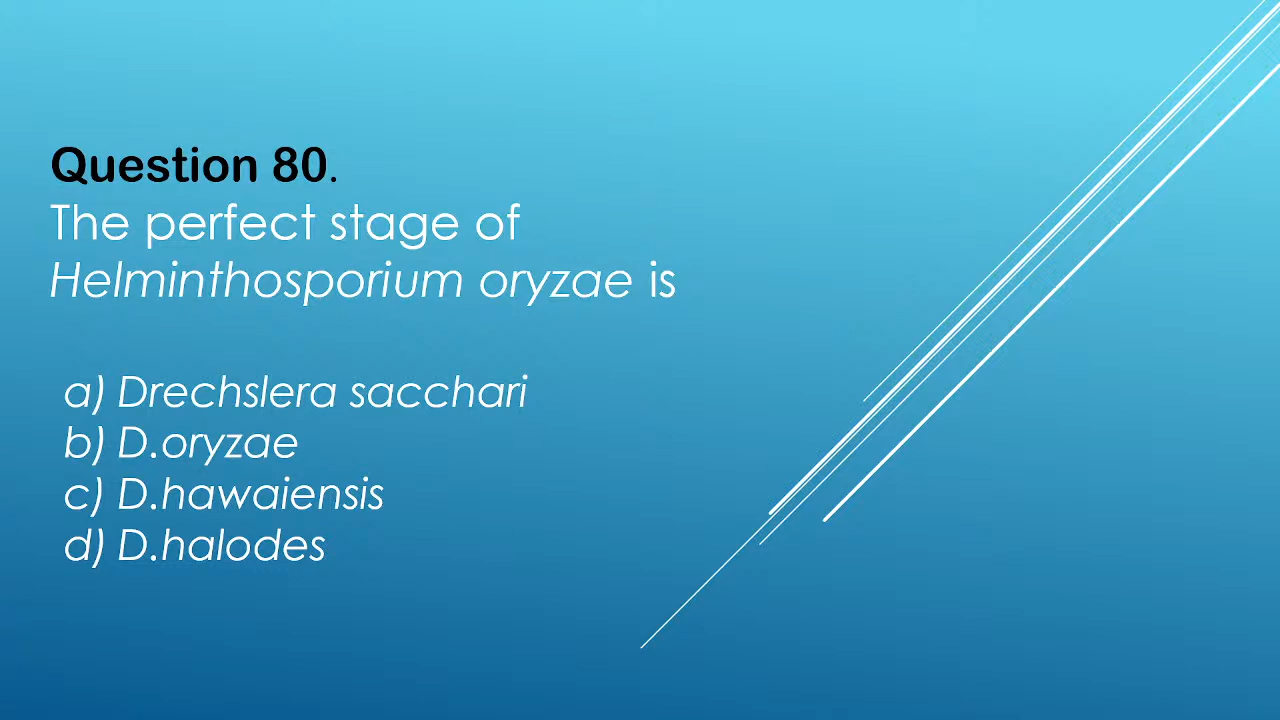 Question 80.
The perfect stage of
Helminthosporium oryzae is
a) Drechslera sacchari
b) D.oryzae
c) D.hawaiensis
d) D.halodes